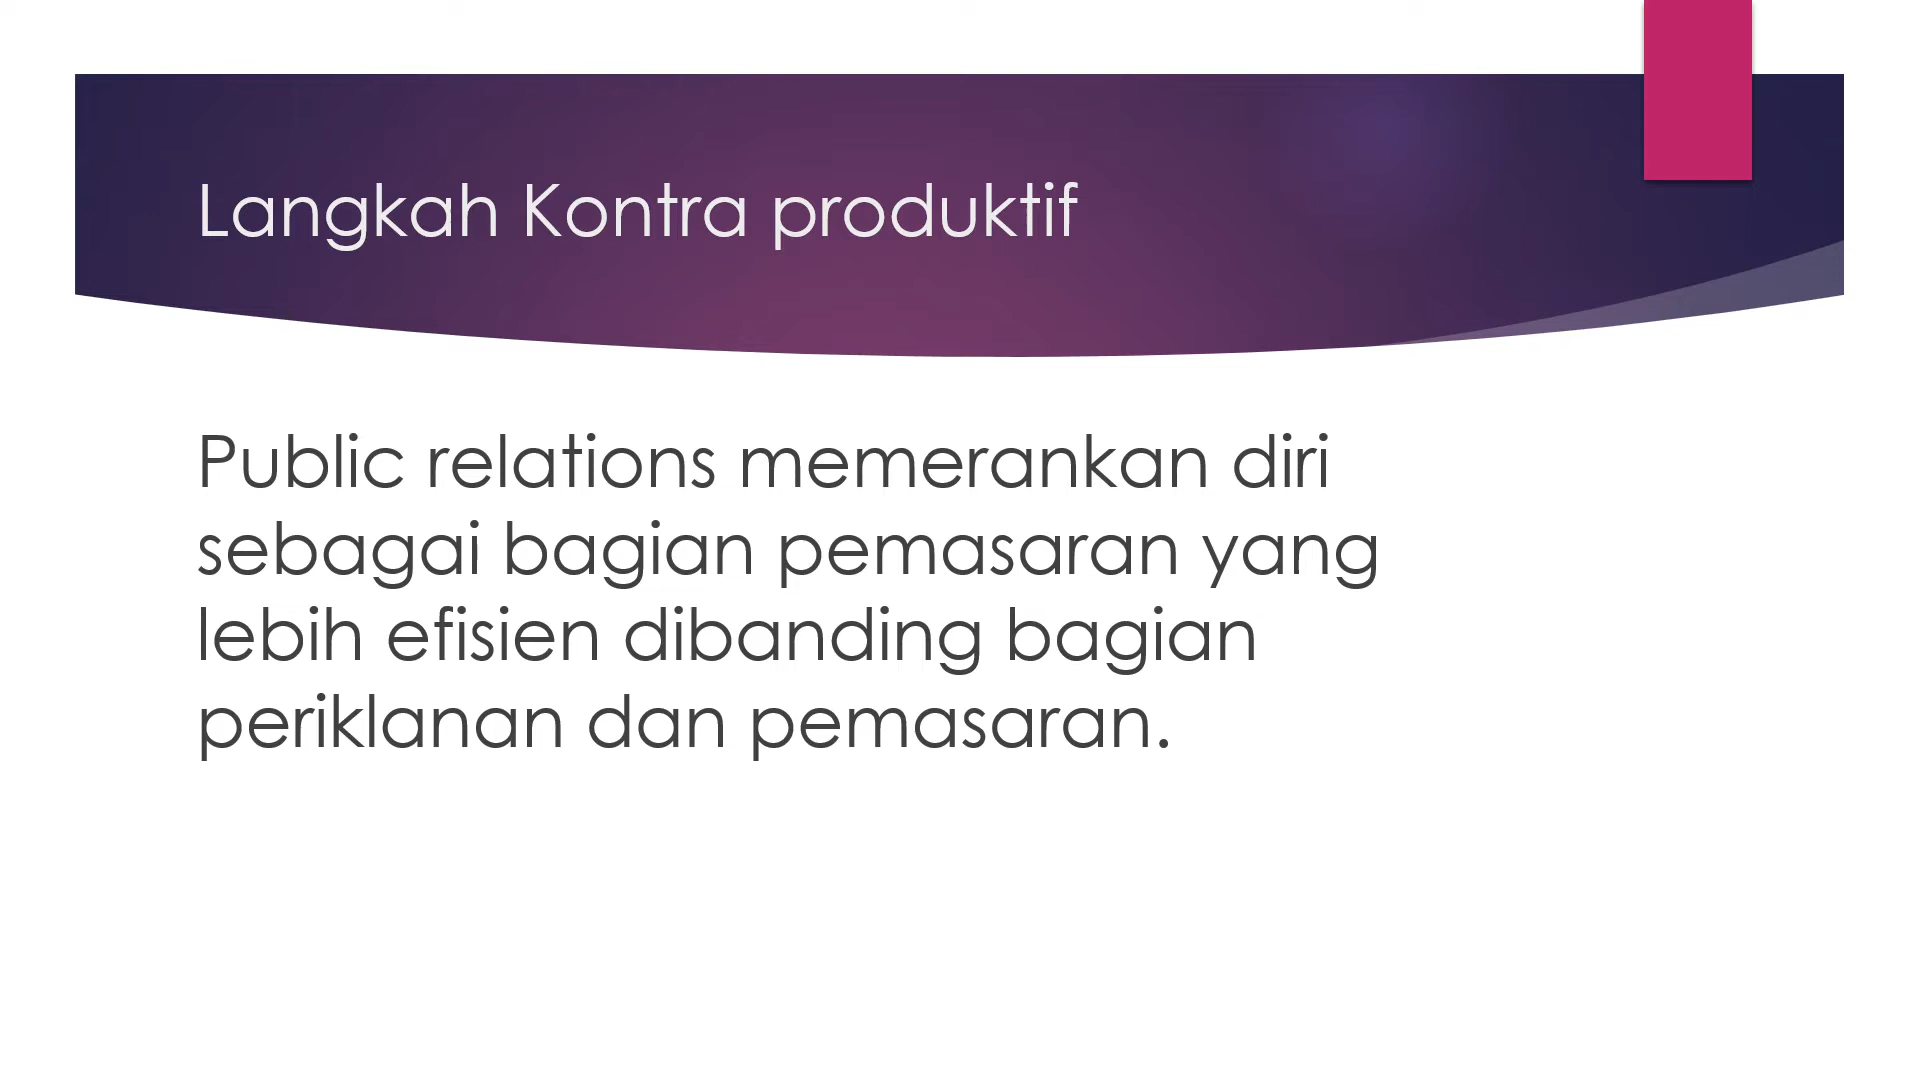 Langkah Kontra produktif
Public relations memerankan diri
sebagai bagian pemasaran yang
lebih efisien dibanding bagian
periklanan dan pemasaran.